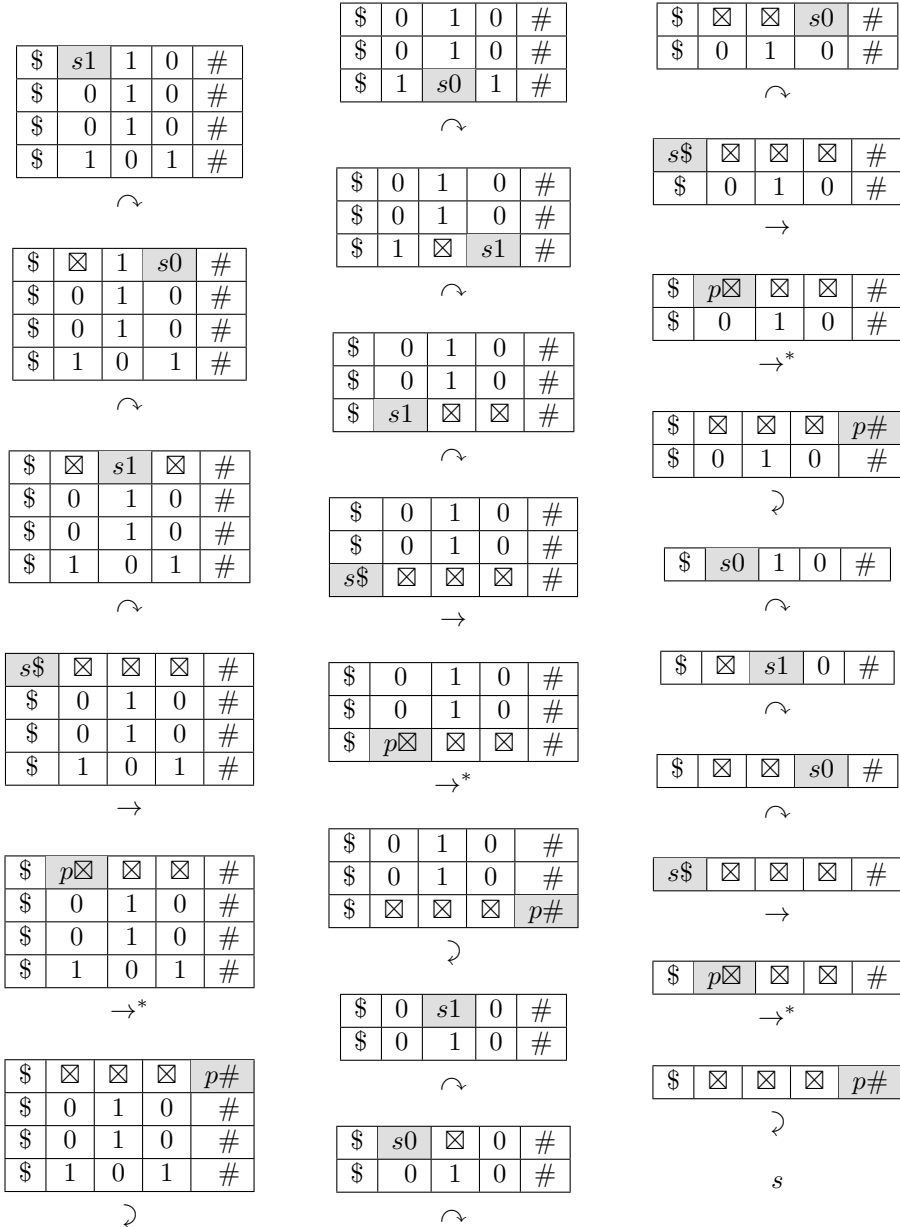 $ s1 1 0 #
$ 0 1 0 #
$ 0 1 0 #
$ 1 0 1 #
↷
$ ⊠ 1 s0 #
$ 0 1 0 #
$ 0 1 0 #
$ 1 0 1 #
↷
$ ⊠ s1 ⊠ #
$ 0 1 0 #
$ 0 1 0 #
$ 1 0 1 #
↷
s$ ⊠ ⊠ ⊠ #
$ 0 1 0 #
$ 0 1 0 #
$ 1 0 1 #
→
$ p⊠ ⊠ ⊠ #
$ 0 1 0 #
$ 0 1 0 #
$ 1 0 1 #
→*
$ ⊠ ⊠ ⊠ p#
$ 0 1 0 #
$ 0 1 0 #
$ 1 0 1 #
⤸
$ 0 1 0 #
$ 0 1 0 #
$ 1 s0 1 #
↷
$ 0 1 0 #
$ 0 1 0 #
$ 1 ⊠ s1 #
↷
$ 0 1 0 #
$ 0 1 0 #
$ s1 ⊠ ⊠ #
↷
$ 0 1 0 #
$ 0 1 0 #
s$ ⊠ ⊠ ⊠ #
→
$ 0 1 0 #
$ 0 1 0 #
$ p⊠ ⊠ ⊠ #
→*
$ 0 1 0 #
$ 0 1 0 #
$ ⊠ ⊠ ⊠ p#
⤸
$ 0 s1 0 #
$ 0 1 0 #
↷
$ s0 ⊠ 0 #
$ 0 1 0 #
↷
$ ⊠ ⊠ s0 #
$ 0 1 0 #
↷
s$ ⊠ ⊠ ⊠ #
$ 0 1 0 #
→
$ p⊠ ⊠ ⊠ #
$ 0 1 0 #
→*
$ ⊠ ⊠ ⊠ p#
$ 0 1 0 #
⤸
$ s0 1 0 #
↷
$ ⊠ s1 0 #
↷
$ ⊠ ⊠ s0 #
↷
s$ ⊠ ⊠ ⊠ #
→
$ p⊠ ⊠ ⊠ #
→*
$ ⊠ ⊠ ⊠ p#
⤸
s